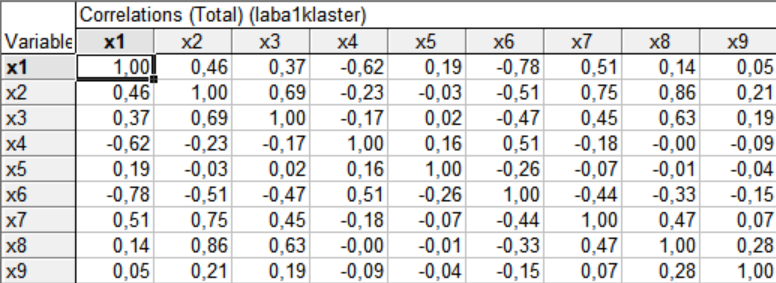 Correlations (Total) (laba1klaster)
Variable x1 x2 x3 x4 x5 x6 x7 x8 x9
x1 1,00 0,46 0,37 -0,62 0,19 -0,78 0,51 0,14 0,05
x2 0,46 1,00 0,69 -0,23 -0,03 -0,51 0,75 0,86 0,21
x3 0,37 0,69 1,00 -0,17 0,02 -0,47 0,45 0,63 0,19
x4 -0,62 -0,23 -0,17 1,00 0,16 0,51 -0,18 -0,00 -0,09
x5 0,19 -0,03 0,02 0,16 1,00 -0,26 -0,07 -0,01 -0,04
x6 -0,78 -0,51 -0,47 0,51 -0,26 1,00 -0,44 -0,33 -0,15
x7 0,51 0,75 0,45 -0,18 -0,07 -0,44 1,00 0,47 0,07
x8 0,14 0,86 0,63 -0,00 -0,01 -0,33 0,47 1,00 0,28
x9 0,05 0,21 0,19 -0,09 -0,04 -0,15 0,07 0,28 1,00